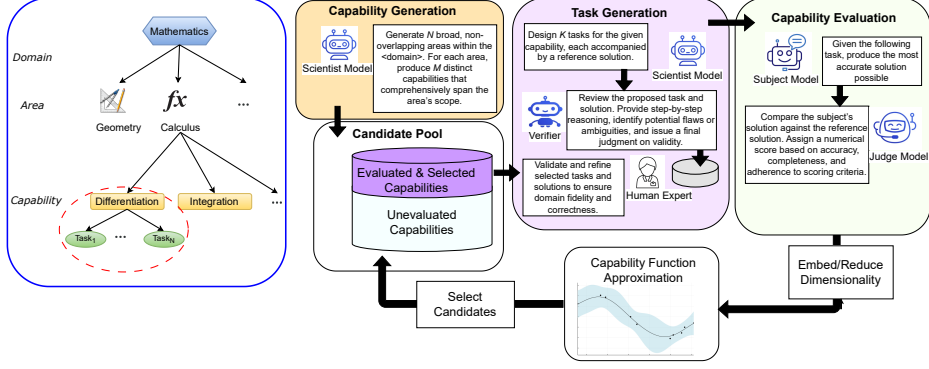 Mathematics
Domain
Area
fx
...
Geometry
Calculus
Capability
Differentiation
Integration
...
Task1
...
TaskN
Capability Generation
Scientist Model
Generate N broad, non-
overlapping areas within the
<domain>. For each area,
produce M distinct
capabilities that
comprehensively span the
area's scope.
Candidate Pool
Evaluated & Selected
Capabilities
Unevaluated
Capabilities
Task Generation
Design K tasks for the given
capability, each accompanied
by a reference solution.
Scientist Model
Verifier
Review the proposed task and
solution. Provide step-by-step
reasoning, identify potential flaws or
ambiguities, and issue a final
judgment on validity.
Validate and refine
selected tasks and
solutions to ensure
domain fidelity and
correctness.
Human Expert
Capability Evaluation
Subject Model
Given the following
task, produce the most
accurate solution
possible
Compare the subject's
solution against the reference
solution. Assign a numerical
score based on accuracy,
completeness, and
adherence to scoring criteria.
Judge Model
Embed/Reduce
Dimensionality
Capability Function
Approximation
Select
Candidates